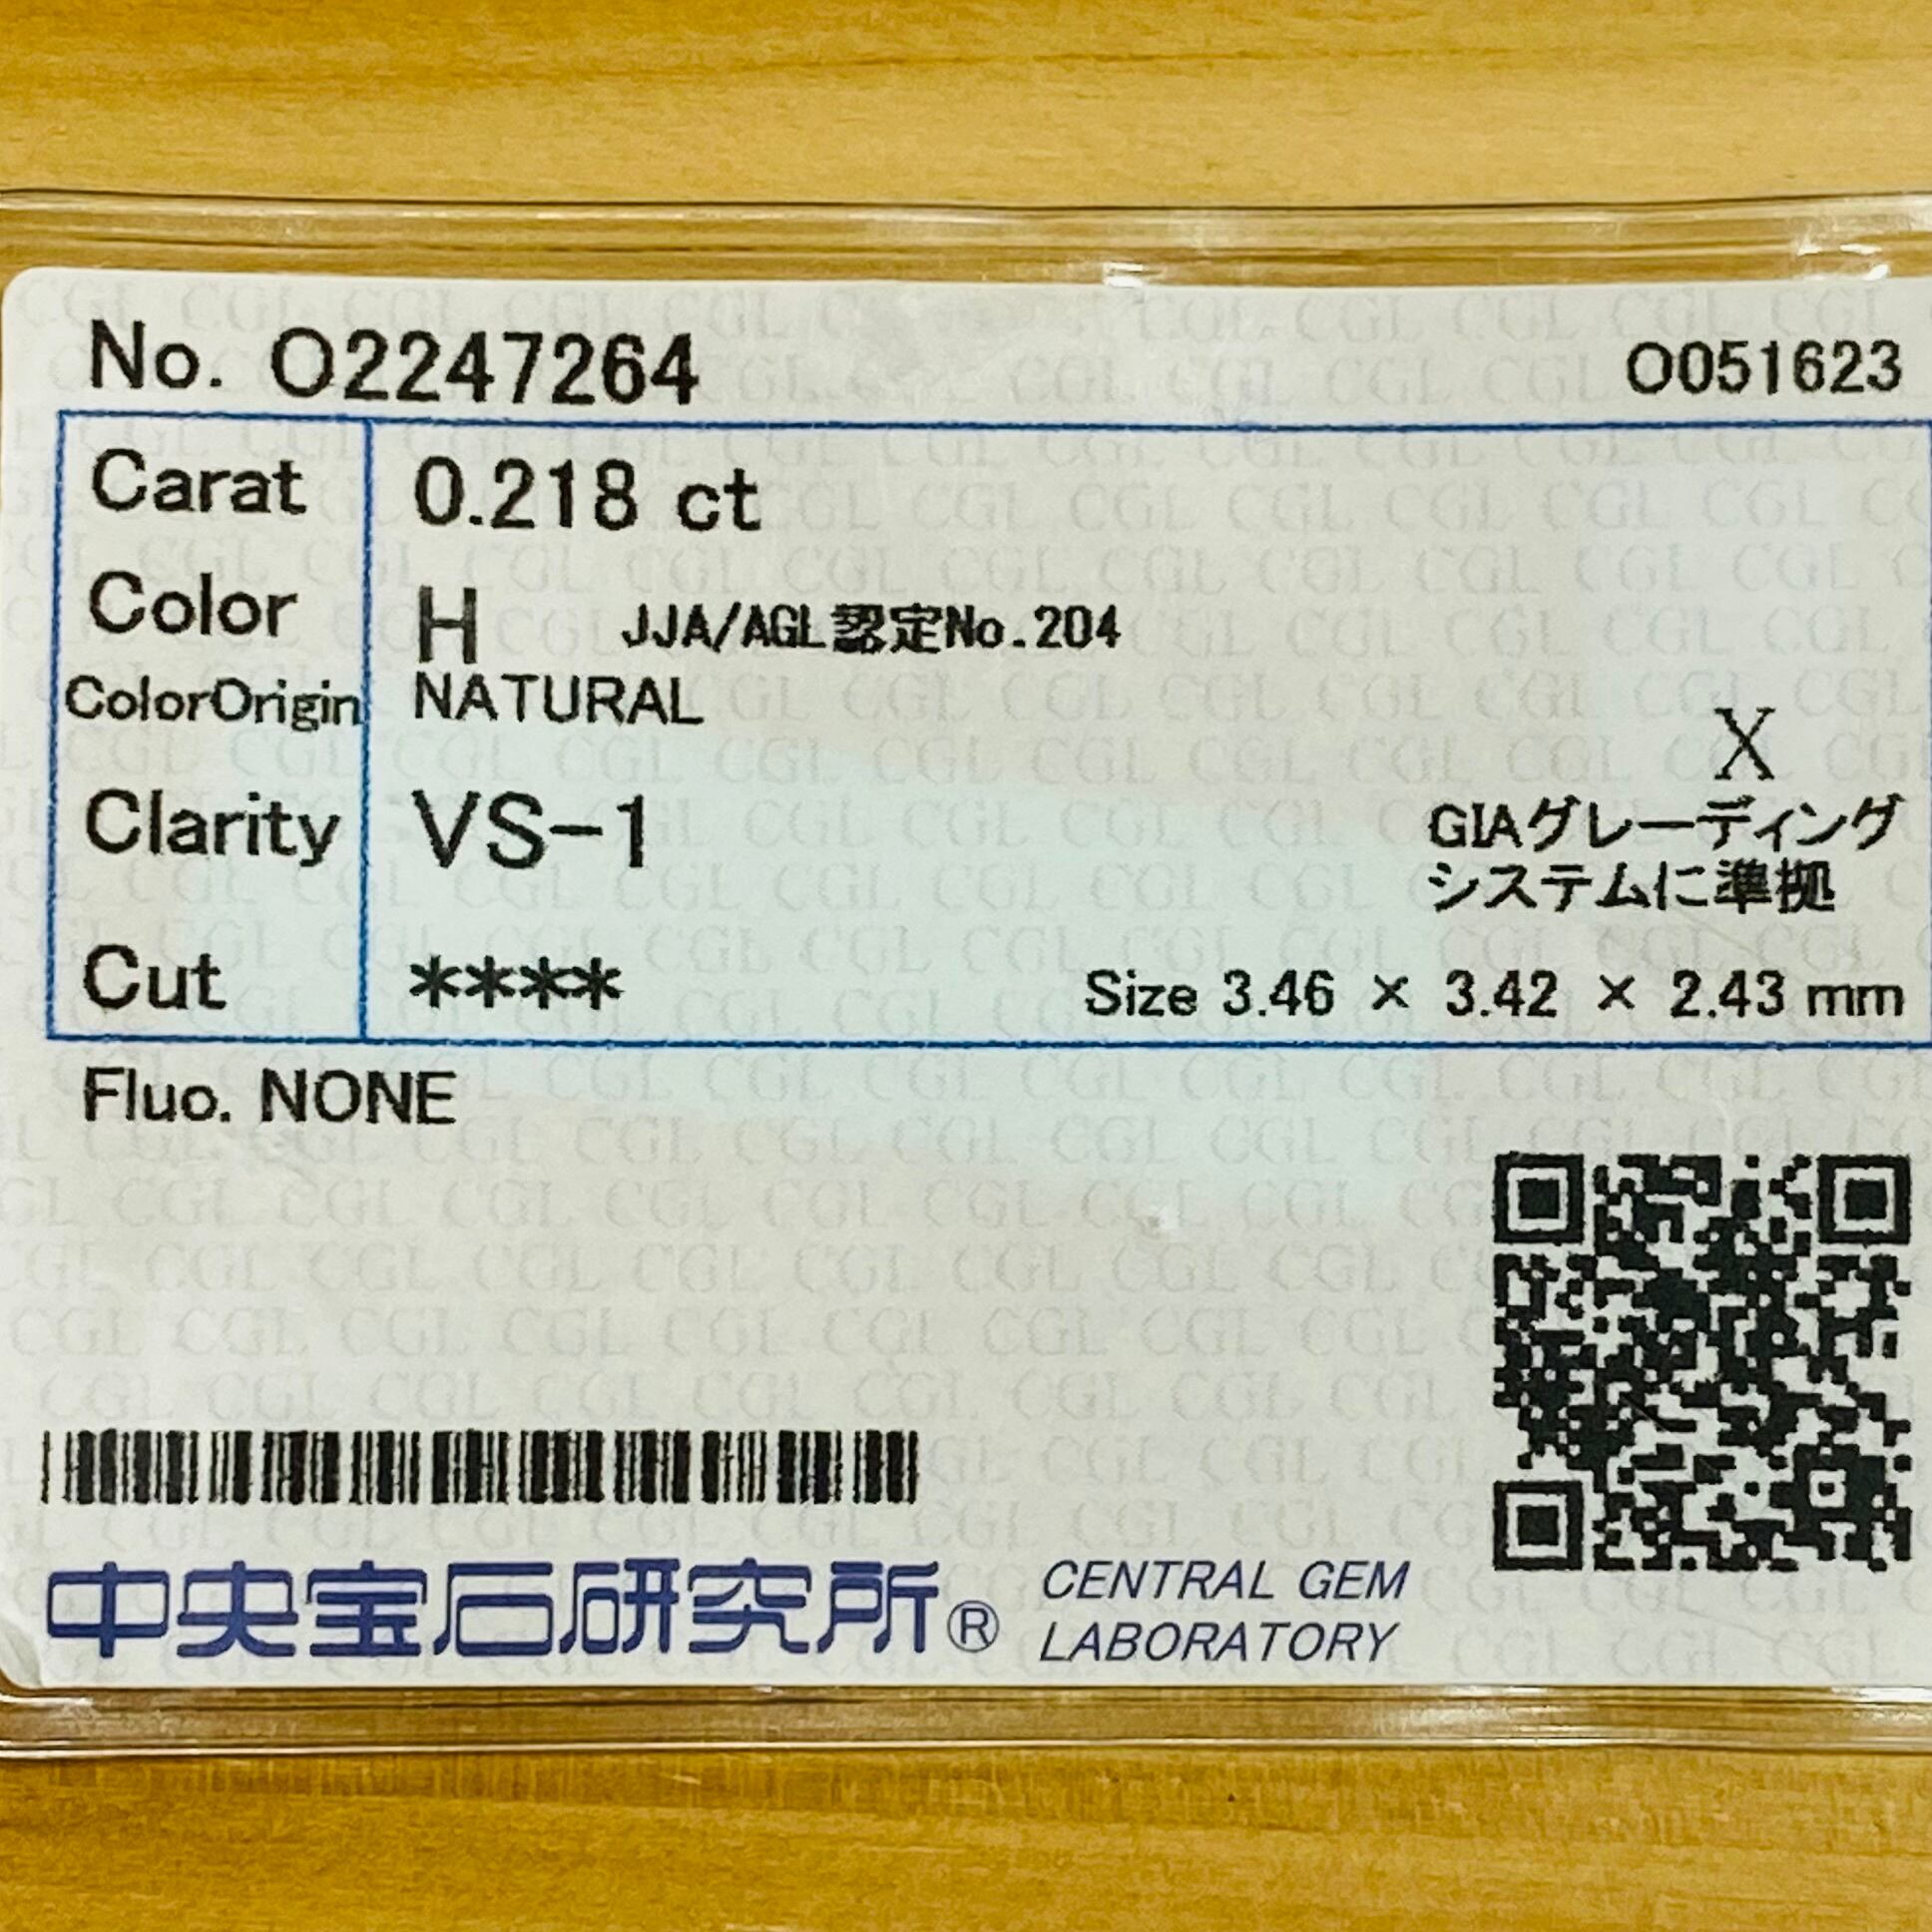 No. O2247264 O051623
Carat 0.218 ct
Color H JJA/AGL認定No.204
ColorOrigin NATURAL
X
Clarity VS-1 GIAグレーディング
システムに準拠
Cut **** Size 3.46 × 3.42 × 2.43 mm
Fluo. NONE
中央宝石研究所® CENTRAL GEM
LABORATORY